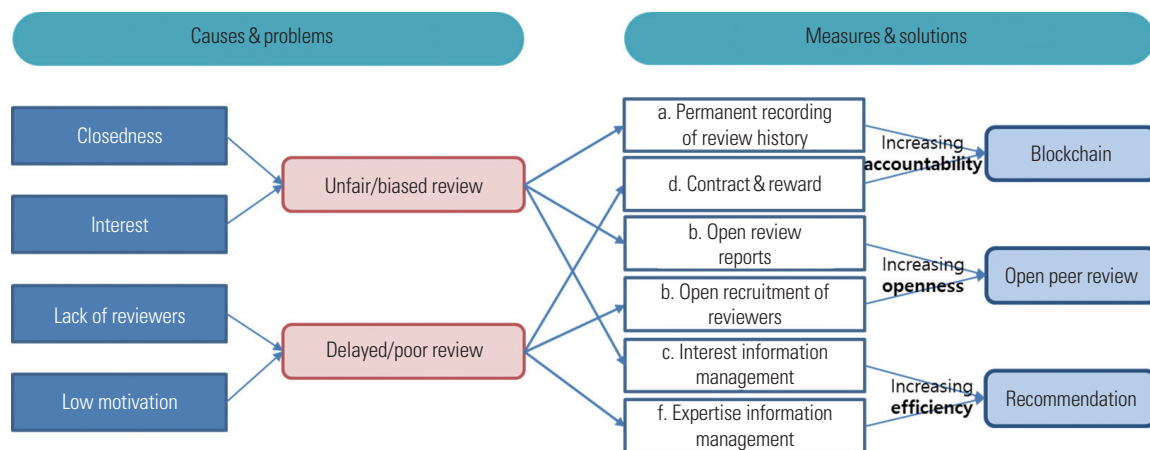 Causes & problems
Measures & solutions
Closedness
Interest
Lack of reviewers
Low motivation
Unfair/biased review
Delayed/poor review
a. Permanent recording
of review history
d. Contract & reward
b. Open review
reports
b. Open recruitment of
reviewers
c. Interest information
management
f. Expertise information
management
Increasing
accountability
Increasing
openness
Increasing
efficiency
Blockchain
Open peer review
Recommendation